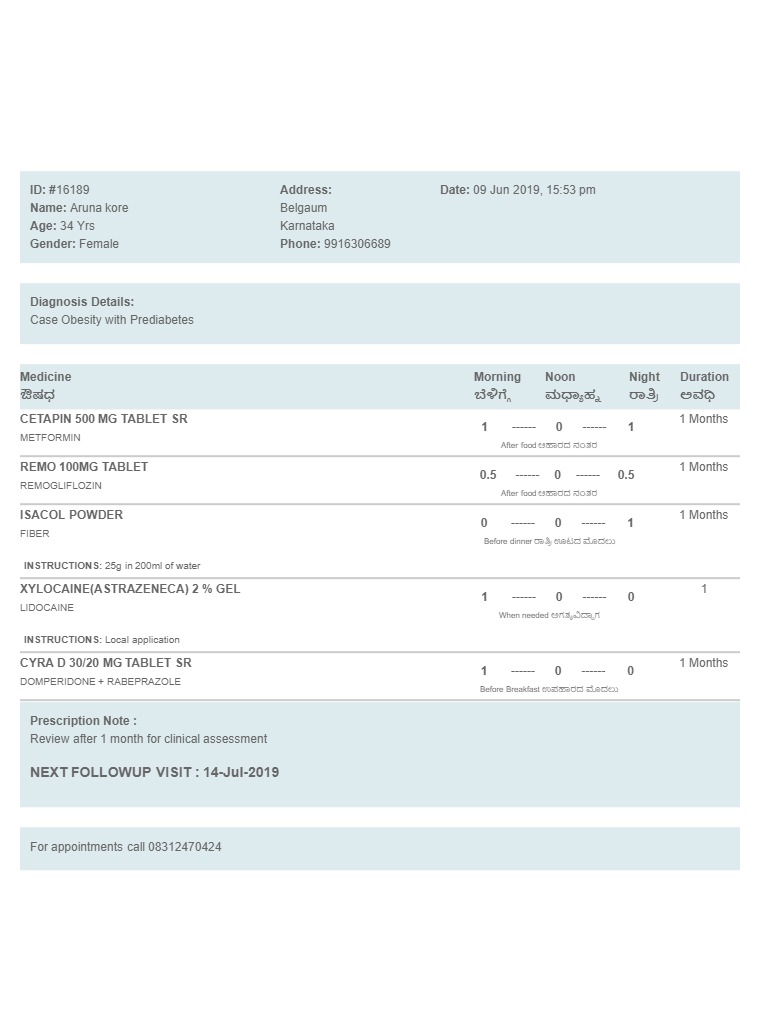 ID: #16189
Name: Aruna kore
Age: 34 Yrs
Gender: Female
Address:
Belgaum
Karnataka
Phone: 9916306689
Date: 09 Jun 2019, 15:53 pm
Diagnosis Details:
Case Obesity with Prediabetes
Medicine Morning Noon Night Duration
ಔಷಧ ಬೆಳಿಗ್ಗೆ ಮಧ್ಯಾಹ್ನ ರಾತ್ರಿ ಅವಧಿ
CETAPIN 500 MG TABLET SR 1 ------ 0 ------ 1 1 Months
METFORMIN
After food ಆಹಾರದ ನಂತರ
REMO 100MG TABLET 0.5 ------ 0 ------ 0.5 1 Months
REMOGLIFLOZIN
After food ಆಹಾರದ ನಂತರ
ISACOL POWDER 0 ------ 0 ------ 1 1 Months
FIBER
Before dinner ರಾತ್ರಿ ಊಟದ ಮೊದಲು
INSTRUCTIONS: 25g in 200ml of water
XYLOCAINE(ASTRAZENECA) 2 % GEL 1 ------ 0 ------ 0 1
LIDOCAINE
When needed ಅಗತ್ಯವಿದ್ದಾಗ
INSTRUCTIONS: Local application
CYRA D 30/20 MG TABLET SR 1 ------ 0 ------ 0 1 Months
DOMPERIDONE + RABEPRAZOLE
Before Breakfast ಉಪಹಾರದ ಮೊದಲು
Prescription Note :
Review after 1 month for clinical assessment
NEXT FOLLOWUP VISIT : 14-Jul-2019
For appointments call 08312470424